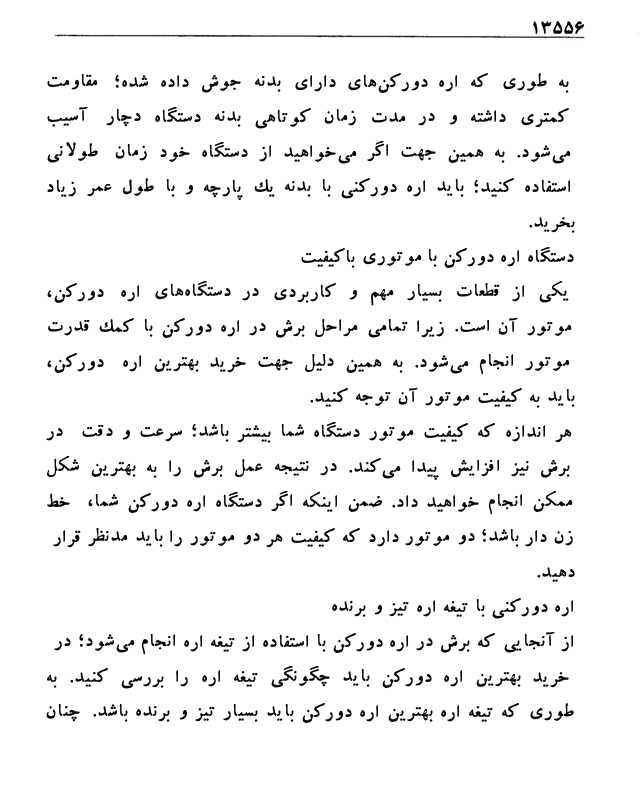 ۱۳۵۵۶
به طوری که اره دورکن‌های دارای بدنه جوش داده شده؛ مقاومت
کمتری داشته و در مدت زمان کوتاهی بدنه دستگاه دچار آسیب
می‌شود. به همین جهت اگر می‌خواهید از دستگاه خود زمان طولانی
استفاده کنید؛ باید اره دورکنی با بدنه یك پارچه و با طول عمر زیاد
بخرید.
دستگاه اره دورکن با موتوری باکیفیت
یکی از قطعات بسیار مهم و کاربردی در دستگاه‌های اره دورکن،
موتور آن است. زیرا تمامی مراحل برش در اره دورکن با کمك قدرت
موتور انجام می‌شود. به همین دلیل جهت خرید بهترین اره دورکن،
باید به کیفیت موتور آن توجه کنید.
هر اندازه که کیفیت موتور دستگاه شما بیشتر باشد؛ سرعت و دقت در
برش نیز افزایش پیدا می‌کند. در نتیجه عمل برش را به بهترین شکل
ممکن انجام خواهید داد. ضمن اینکه اگر دستگاه اره دورکن شما، خط
زن دار باشد؛ دو موتور دارد که کیفیت هر دو موتور را باید مدنظر قرار
دهید.
اره دورکنی با تیغه اره تیز و برنده
از آنجایی که برش در اره دورکن با استفاده از تیغه اره انجام می‌شود؛ در
خرید بهترین اره دورکن باید چگونگی تیغه اره را بررسی کنید. به
طوری که تیغه اره بهترین اره دورکن باید بسیار تیز و برنده باشد. چنان